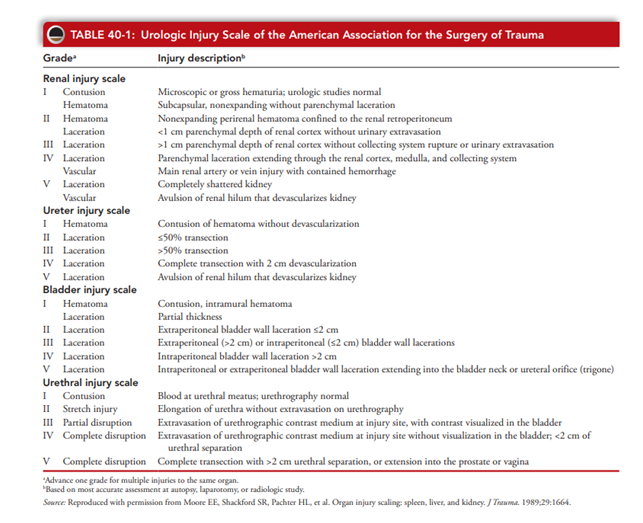 TABLE 40-1: Urologic Injury Scale of the American Association for the Surgery of Trauma
Gradeᵃ Injury descriptionᵇ
Renal injury scale
I Contusion Microscopic or gross hematuria; urologic studies normal
Hematoma Subcapsular, nonexpanding without parenchymal laceration
II Hematoma Nonexpanding perirenal hematoma confined to the renal retroperitoneum
Laceration <1 cm parenchymal depth of renal cortex without urinary extravasation
III Laceration >1 cm parenchymal depth of renal cortex without collecting system rupture or urinary extravasation
IV Laceration Parenchymal laceration extending through the renal cortex, medulla, and collecting system
Vascular Main renal artery or vein injury with contained hemorrhage
V Laceration Completely shattered kidney
Vascular Avulsion of renal hilum that devascularizes kidney
Ureter injury scale
I Hematoma Contusion of hematoma without devascularization
II Laceration ≤50% transection
III Laceration >50% transection
IV Laceration Complete transection with 2 cm devascularization
V Laceration Avulsion of renal hilum that devascularizes kidney
Bladder injury scale
I Hematoma Contusion, intramural hematoma
Laceration Partial thickness
II Laceration Extraperitoneal bladder wall laceration ≤2 cm
III Laceration Extraperitoneal (>2 cm) or intraperitoneal (≤2 cm) bladder wall lacerations
IV Laceration Intraperitoneal bladder wall laceration >2 cm
V Laceration Intraperitoneal or extraperitoneal bladder wall laceration extending into the bladder neck or ureteral orifice (trigone)
Urethral injury scale
I Contusion Blood at urethral meatus; urethrography normal
II Stretch injury Elongation of urethra without extravasation on urethrography
III Partial disruption Extravasation of urethrographic contrast medium at injury site, with contrast visualized in the bladder
IV Complete disruption Extravasation of urethrographic contrast medium at injury site without visualization in the bladder; <2 cm of
urethral separation
V Complete disruption Complete transection with >2 cm urethral separation, or extension into the prostate or vagina
ᵃAdvance one grade for multiple injuries to the same organ.
ᵇBased on most accurate assessment at autopsy, laparotomy, or radiologic study.
Source: Reproduced with permission from Moore EE, Shackford SR, Pachter HL, et al. Organ injury scaling: spleen, liver, and kidney. J Trauma. 1989;29:1664.